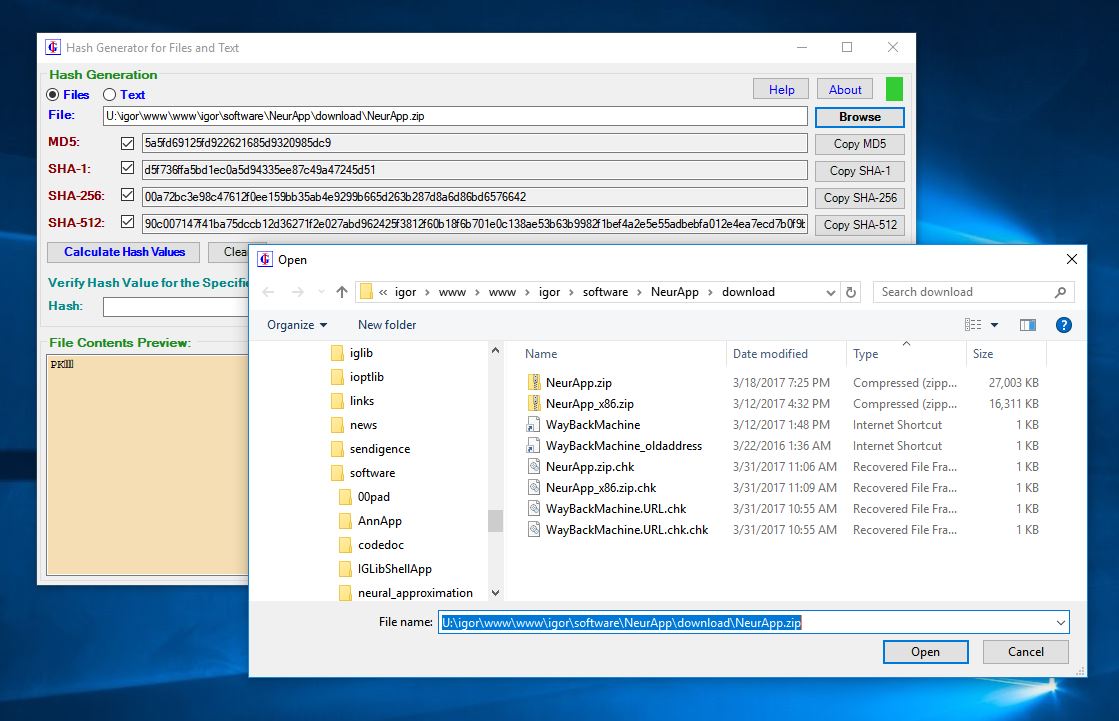 Hash Generator for Files and Text
Hash Generation
Files Text Help About
File: U:\igor\www\www\igor\software\NeurApp\download\NeurApp.zip Browse
MD5: 5a5fd69125fd922621685d9320985dc9 Copy MD5
SHA-1: d5f736ffa5bd1ec0a5d94335ee87c49a47245d51 Copy SHA-1
SHA-256: 00a72bc3e98c47612f0ee159bb35ab4e9299b665d263b287d8a6d86bd6576642 Copy SHA-256
SHA-512: 90c007147f41ba75dccb12d36271f2e027abd962425f3812f60b18f6b701e0c138ae53b63b9982f1bef4a2e5e55adbebfa012e4ea7ecd7b0f9b Copy SHA-512
Calculate Hash Values Clea
Verify Hash Value for the Specifi
Hash:
File Contents Preview:
Open
« igor › www › www › igor › software › NeurApp › download Search download
Organize New folder
iglib
ioptlib
links
news
sendigence
software
00pad
AnnApp
codedoc
IGLibShellApp
neural_approximation
Name Date modified Type Size
NeurApp.zip 3/18/2017 7:25 PM Compressed (zipp... 27,003 KB
NeurApp_x86.zip 3/12/2017 4:32 PM Compressed (zipp... 16,311 KB
WayBackMachine 3/12/2017 1:48 PM Internet Shortcut 1 KB
WayBackMachine_oldaddress 3/22/2016 1:36 AM Internet Shortcut 1 KB
NeurApp.zip.chk 3/31/2017 11:06 AM Recovered File Fra... 1 KB
NeurApp_x86.zip.chk 3/31/2017 11:09 AM Recovered File Fra... 1 KB
WayBackMachine.URL.chk 3/31/2017 10:55 AM Recovered File Fra... 1 KB
WayBackMachine.URL.chk.chk 3/31/2017 10:55 AM Recovered File Fra... 1 KB
File name: U:\igor\www\www\igor\software\NeurApp\download\NeurApp.zip
Open Cancel